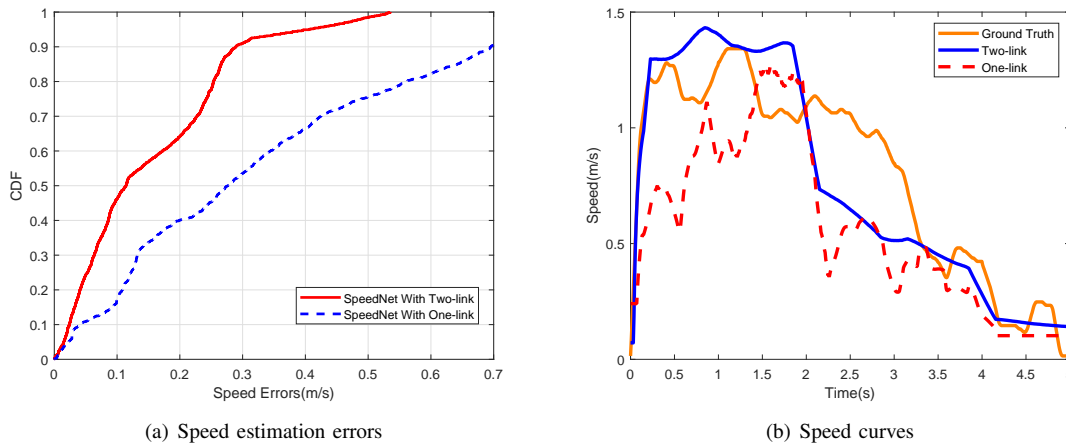 1
0.9
0.8
0.7
0.6
0.5
0.4
0.3
0.2
0.1
0
CDF
0 0.1 0.2 0.3 0.4 0.5 0.6 0.7
Speed Errors(m/s)
SpeedNet With Two-link
SpeedNet With One-link
(a) Speed estimation errors
1.5
1
0.5
0
Speed(m/s)
0 0.5 1 1.5 2 2.5 3 3.5 4 4.5
Time(s)
Ground Truth
Two-link
One-link
(b) Speed curves